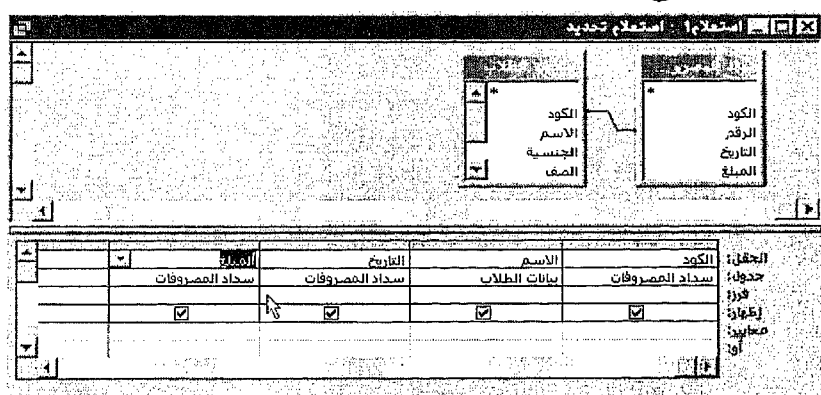 استعلام1 : استعلام تحديد
*
الكود
الرقم
التاريخ
المبلغ
*
الكود
الاسم
الجنسية
الصف
الحقل: الكود الاسم التاريخ المبلغ
جدول: سداد المصروفات بيانات الطلاب سداد المصروفات سداد المصروفات
فرز:
إظهار:
معايير:
أو: